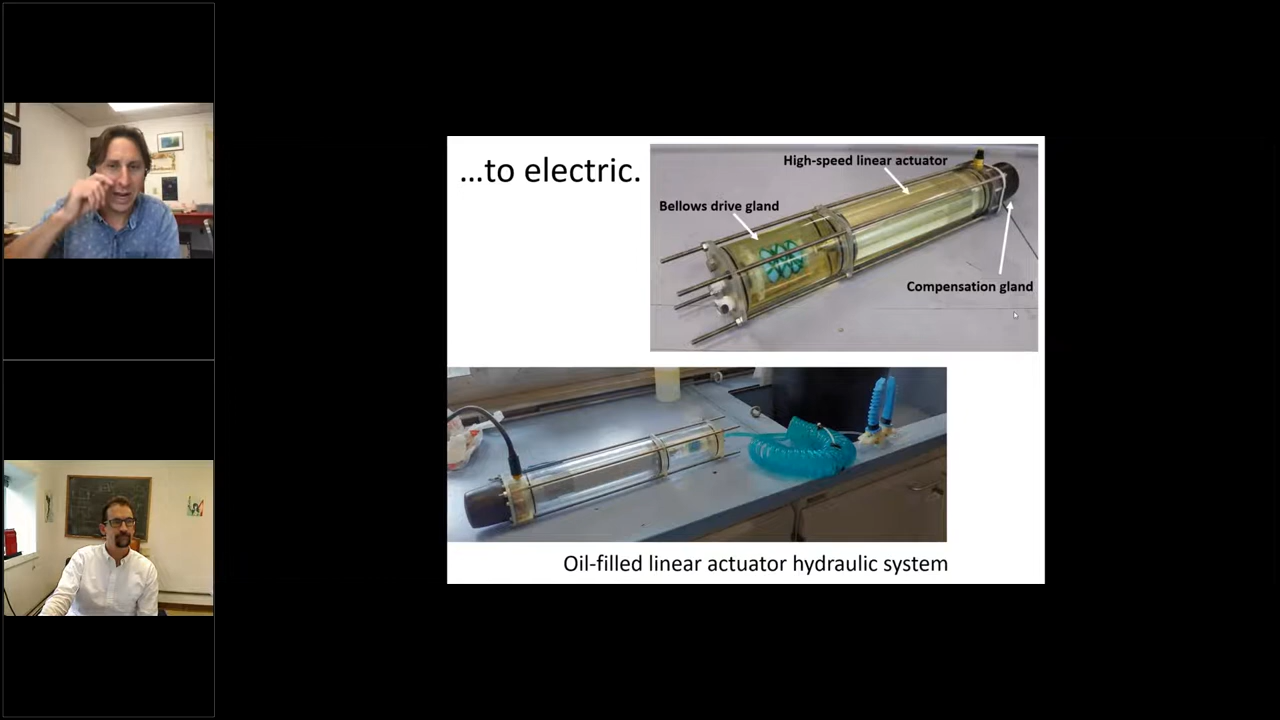 ...to electric.
High-speed linear actuator
Bellows drive gland
Compensation gland
Oil-filled linear actuator hydraulic system